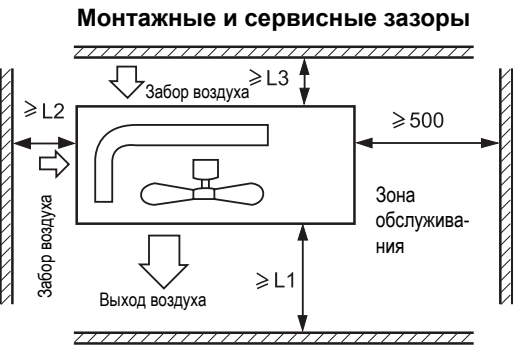 Монтажные и сервисные зазоры
Забор воздуха
⩾ L3
⩾ L2
⩾ 500
Забор воздуха
Зона
обслужива-
ния
Выход воздуха
⩾ L1